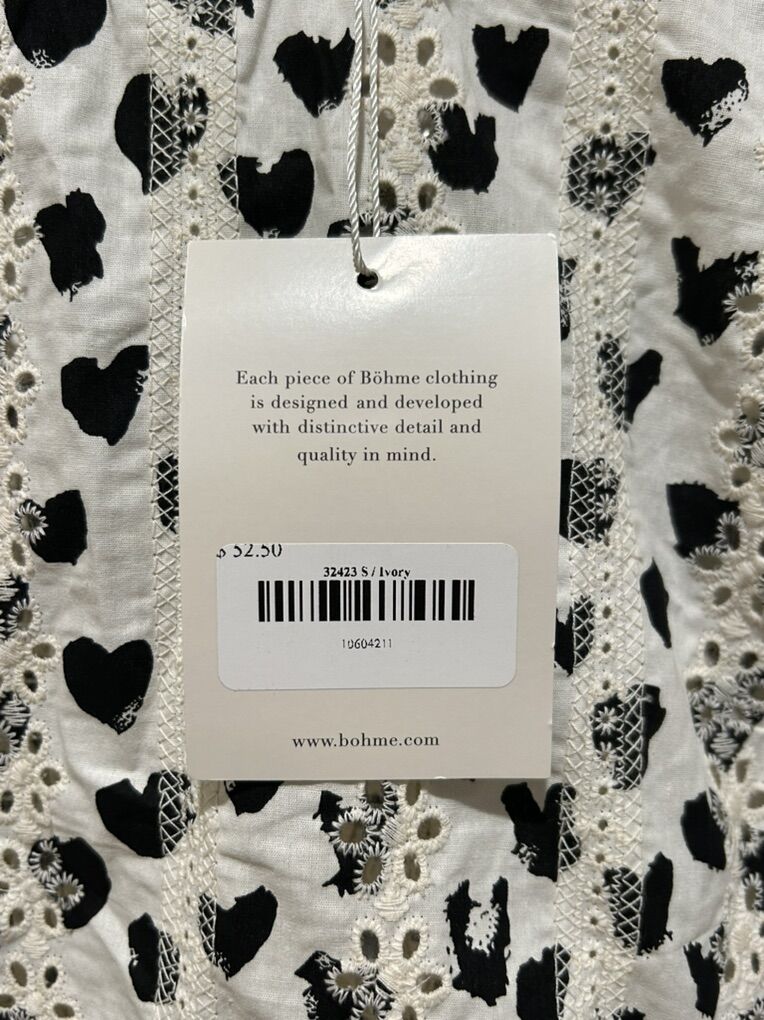 Each piece of Böhme clothing
is designed and developed
with distinctive detail and
quality in mind.
$ 52.50
32423 S / Ivory
10604211
www.bohme.com